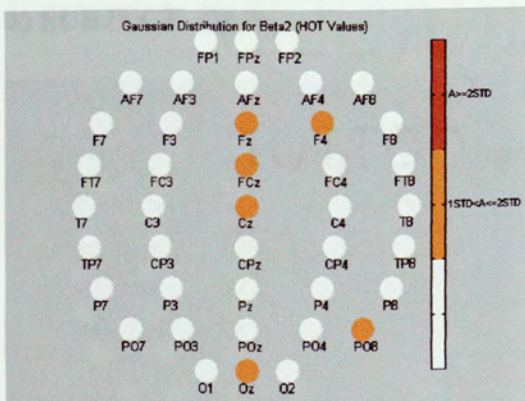 Gaussian Distribution for Beta2 (HOT Values)
FP1 FPz FP2
AF7 AF3 AFz AF4 AF8
A>=2STD
F7 F3 Fz F4 F8
FT7 FC3 FCz FC4 FT8
T7 C3 Cz C4 T8
1STD<A<=2STD
TP7 CP3 CPz CP4 TP8
P7 P3 Pz P4 P8
PO7 PO3 POz PO4 PO8
O1 Oz O2